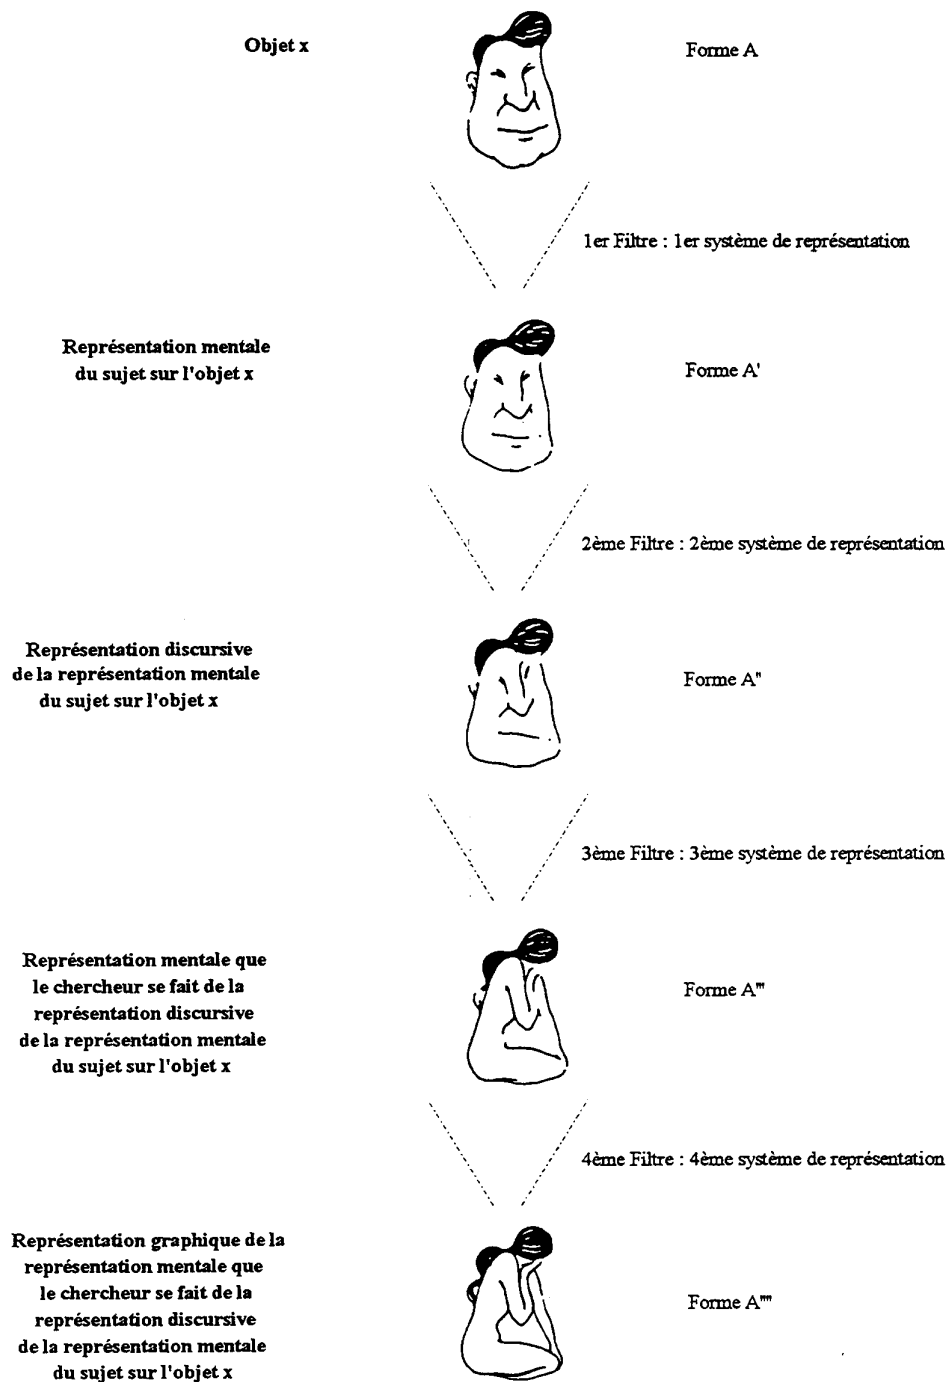 Objet x
Forme A
1er Filtre : 1er système de représentation
Représentation mentale
du sujet sur l'objet x
Forme A'
2ème Filtre : 2ème système de représentation
Représentation discursive
de la représentation mentale
du sujet sur l'objet x
Forme A''
3ème Filtre : 3ème système de représentation
Représentation mentale que
le chercheur se fait de la
représentation discursive
de la représentation mentale
du sujet sur l'objet x
Forme A'''
4ème Filtre : 4ème système de représentation
Représentation graphique de la
représentation mentale que
le chercheur se fait de la
représentation discursive
de la représentation mentale
du sujet sur l'objet x
Forme A''''